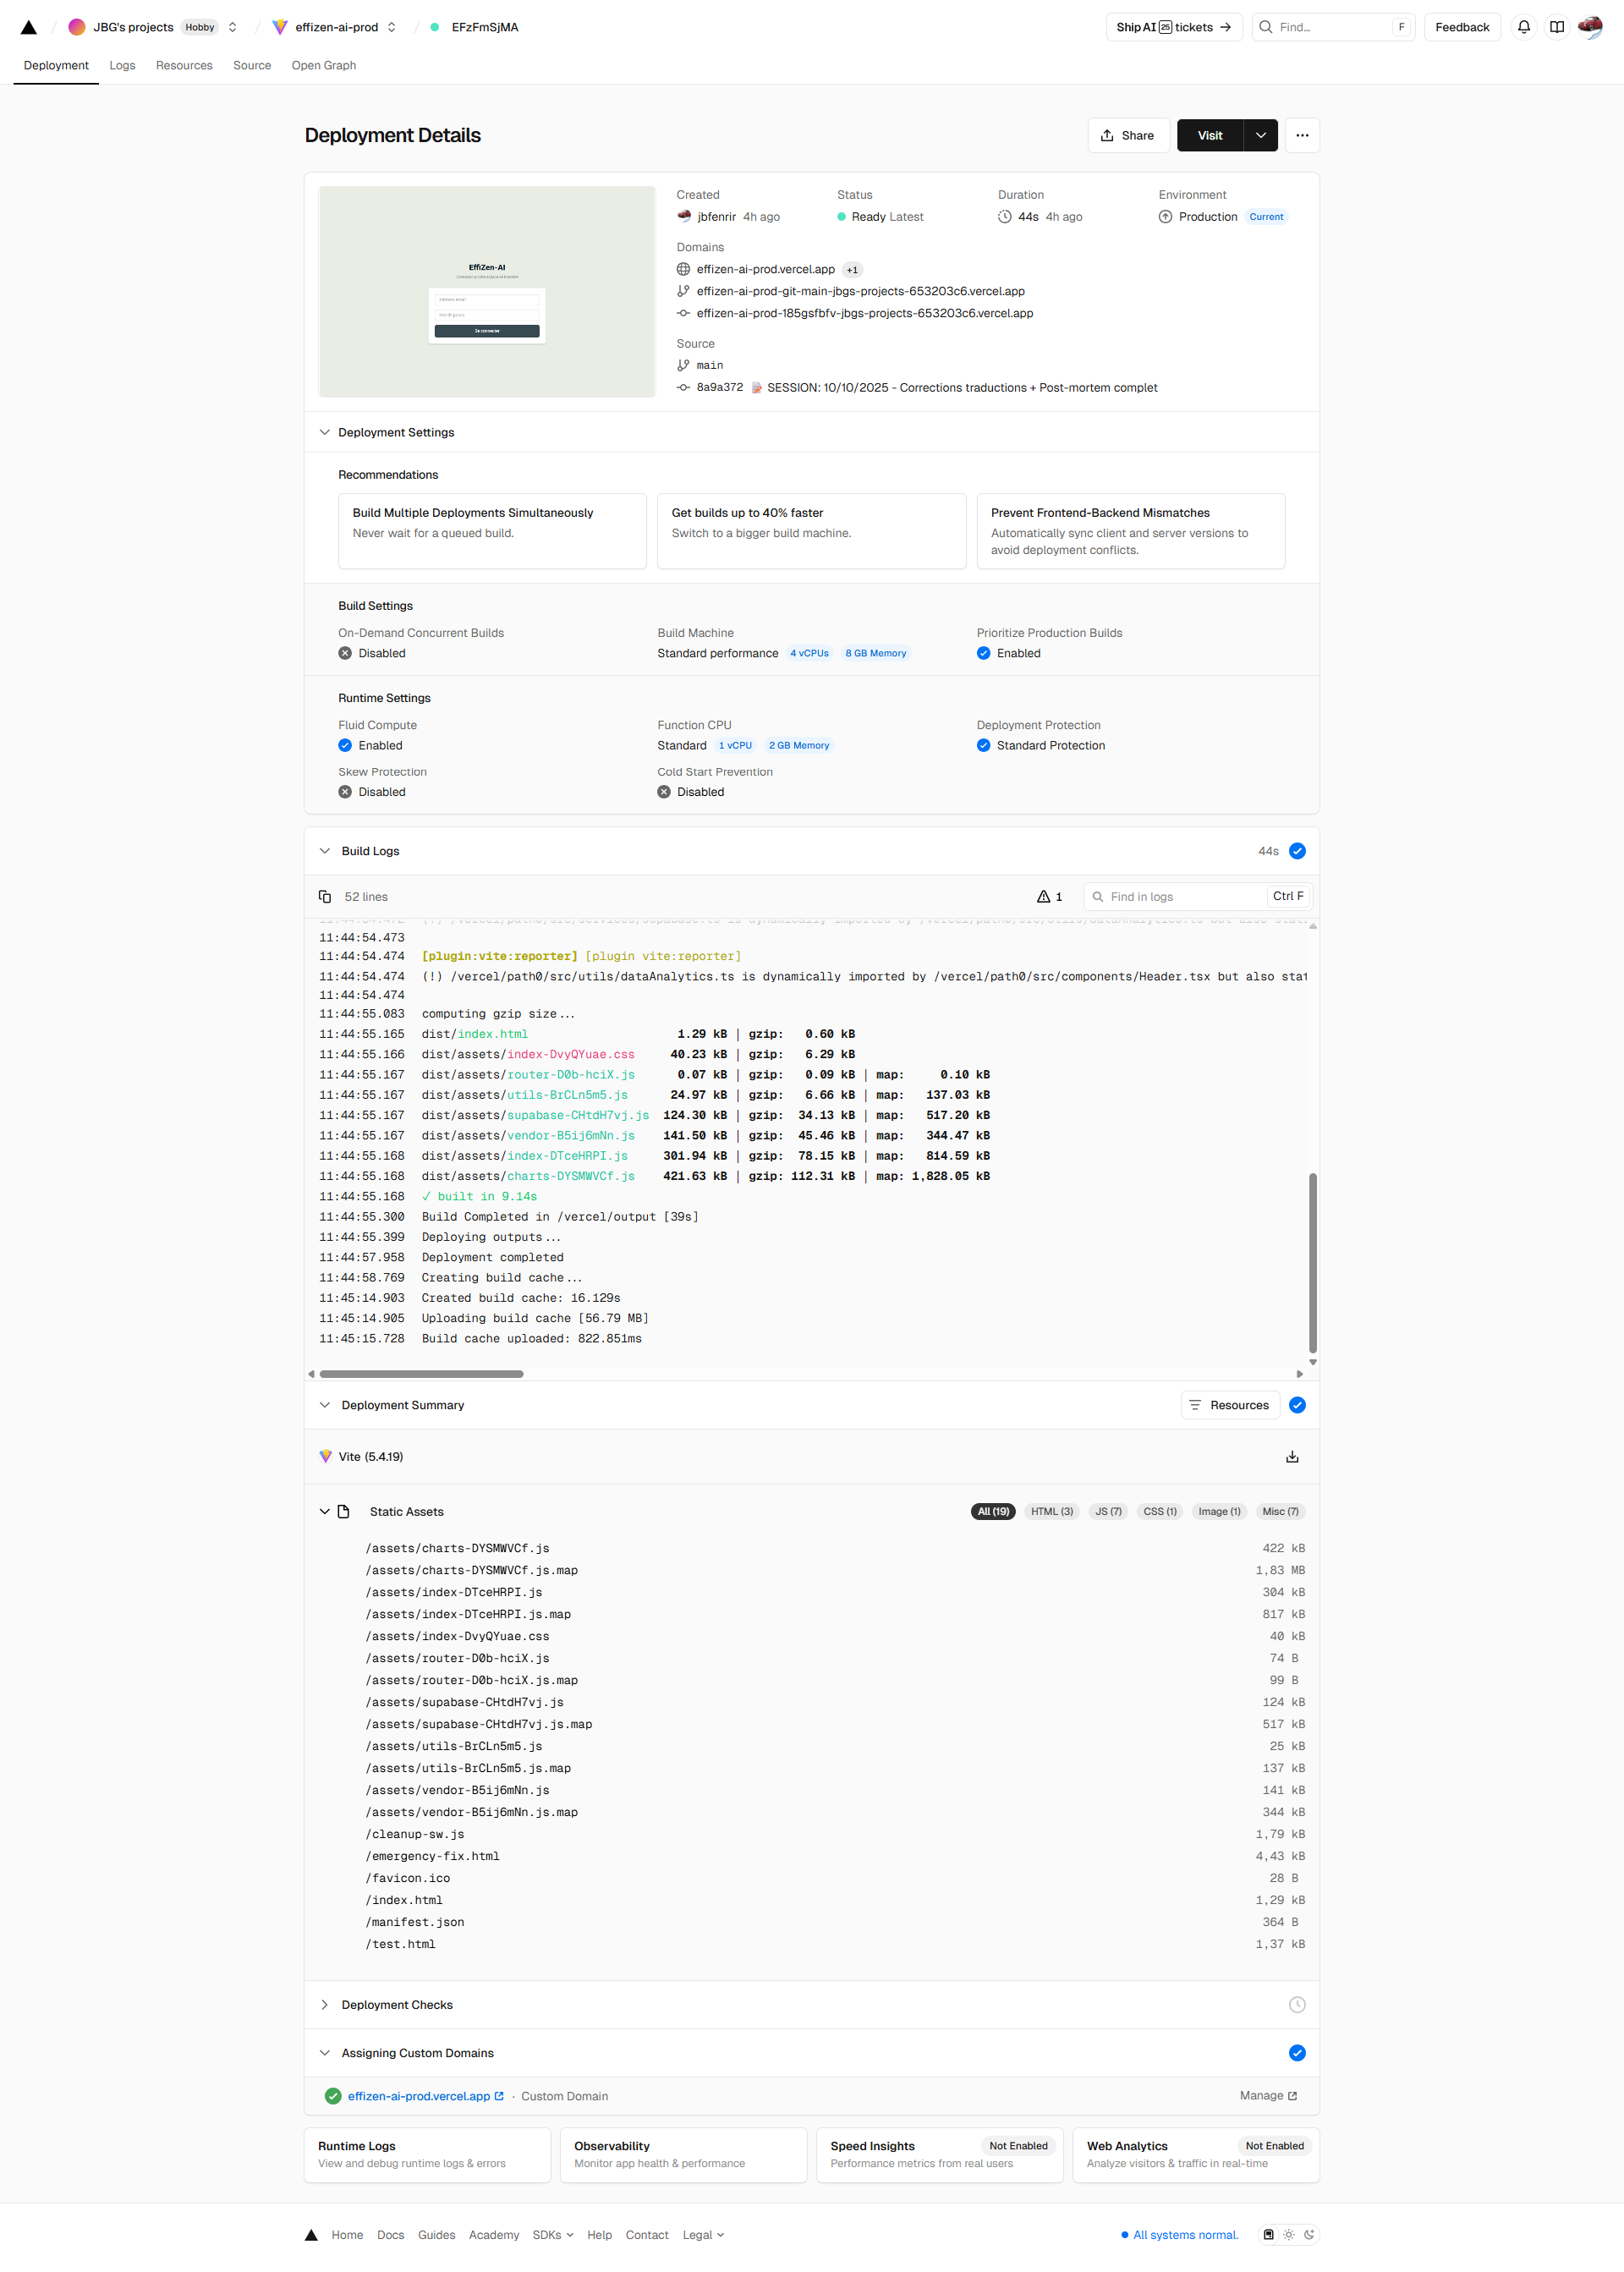 JBG's projects Hobby effizen-ai-prod EFzFmSjMA Ship AI 25 tickets → Find... F Feedback
Deployment Logs Resources Source Open Graph
Deployment Details Share Visit
Created Status Duration Environment
jbfenrir 4h ago Ready Latest 44s 4h ago Production Current
Domains
effizen-ai-prod.vercel.app +1
effizen-ai-prod-git-main-jbgs-projects-653203c6.vercel.app
effizen-ai-prod-185gsfbfv-jbgs-projects-653203c6.vercel.app
Source
main
8a9a372 📝 SESSION: 10/10/2025 - Corrections traductions + Post-mortem complet
EffiZen-AI
Se connecter
Deployment Settings
Recommendations
Build Multiple Deployments Simultaneously Get builds up to 40% faster Prevent Frontend-Backend Mismatches
Never wait for a queued build. Switch to a bigger build machine. Automatically sync client and server versions to
avoid deployment conflicts.
Build Settings
On-Demand Concurrent Builds Build Machine Prioritize Production Builds
Disabled Standard performance 4 vCPUs 8 GB Memory Enabled
Runtime Settings
Fluid Compute Function CPU Deployment Protection
Enabled Standard 1 vCPU 2 GB Memory Standard Protection
Skew Protection Cold Start Prevention
Disabled Disabled
Build Logs 44s
52 lines 1 Find in logs Ctrl F
11:44:54.473
11:44:54.474 [plugin:vite:reporter] [plugin vite:reporter]
11:44:54.474 (!) /vercel/path0/src/utils/dataAnalytics.ts is dynamically imported by /vercel/path0/src/components/Header.tsx but also stat
11:44:54.474
11:44:55.083 computing gzip size...
11:44:55.165 dist/index.html 1.29 kB | gzip: 0.60 kB
11:44:55.166 dist/assets/index-DvyQYuae.css 40.23 kB | gzip: 6.29 kB
11:44:55.167 dist/assets/router-D0b-hciX.js 0.07 kB | gzip: 0.09 kB | map: 0.10 kB
11:44:55.167 dist/assets/utils-BrCLn5m5.js 24.97 kB | gzip: 6.66 kB | map: 137.03 kB
11:44:55.167 dist/assets/supabase-CHtdH7vj.js 124.30 kB | gzip: 34.13 kB | map: 517.20 kB
11:44:55.167 dist/assets/vendor-B5ij6mNn.js 141.50 kB | gzip: 45.46 kB | map: 344.47 kB
11:44:55.168 dist/assets/index-DTceHRPI.js 301.94 kB | gzip: 78.15 kB | map: 814.59 kB
11:44:55.168 dist/assets/charts-DYSMWVCf.js 421.63 kB | gzip: 112.31 kB | map: 1,828.05 kB
11:44:55.168 ✓ built in 9.14s
11:44:55.300 Build Completed in /vercel/output [39s]
11:44:55.399 Deploying outputs...
11:44:57.958 Deployment completed
11:44:58.769 Creating build cache...
11:45:14.903 Created build cache: 16.129s
11:45:14.905 Uploading build cache [56.79 MB]
11:45:15.728 Build cache uploaded: 822.851ms
Deployment Summary Resources
Vite (5.4.19)
Static Assets All (19) HTML (3) JS (7) CSS (1) Image (1) Misc (7)
/assets/charts-DYSMWVCf.js 422 kB
/assets/charts-DYSMWVCf.js.map 1,83 MB
/assets/index-DTceHRPI.js 304 kB
/assets/index-DTceHRPI.js.map 817 kB
/assets/index-DvyQYuae.css 40 kB
/assets/router-D0b-hciX.js 74 B
/assets/router-D0b-hciX.js.map 99 B
/assets/supabase-CHtdH7vj.js 124 kB
/assets/supabase-CHtdH7vj.js.map 517 kB
/assets/utils-BrCLn5m5.js 25 kB
/assets/utils-BrCLn5m5.js.map 137 kB
/assets/vendor-B5ij6mNn.js 141 kB
/assets/vendor-B5ij6mNn.js.map 344 kB
/cleanup-sw.js 1,79 kB
/emergency-fix.html 4,43 kB
/favicon.ico 28 B
/index.html 1,29 kB
/manifest.json 364 B
/test.html 1,37 kB
Deployment Checks
Assigning Custom Domains
effizen-ai-prod.vercel.app · Custom Domain Manage
Runtime Logs Observability Speed Insights Not Enabled Web Analytics Not Enabled
View and debug runtime logs & errors Monitor app health & performance Performance metrics from real users Analyze visitors & traffic in real-time
Home Docs Guides Academy SDKs Help Contact Legal All systems normal.